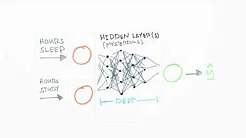 HOURS
SLEEP
HOURS
STUDY
HIDDEN LAYER(S)
(MYSTERIOUS)
DEEP
ŷ